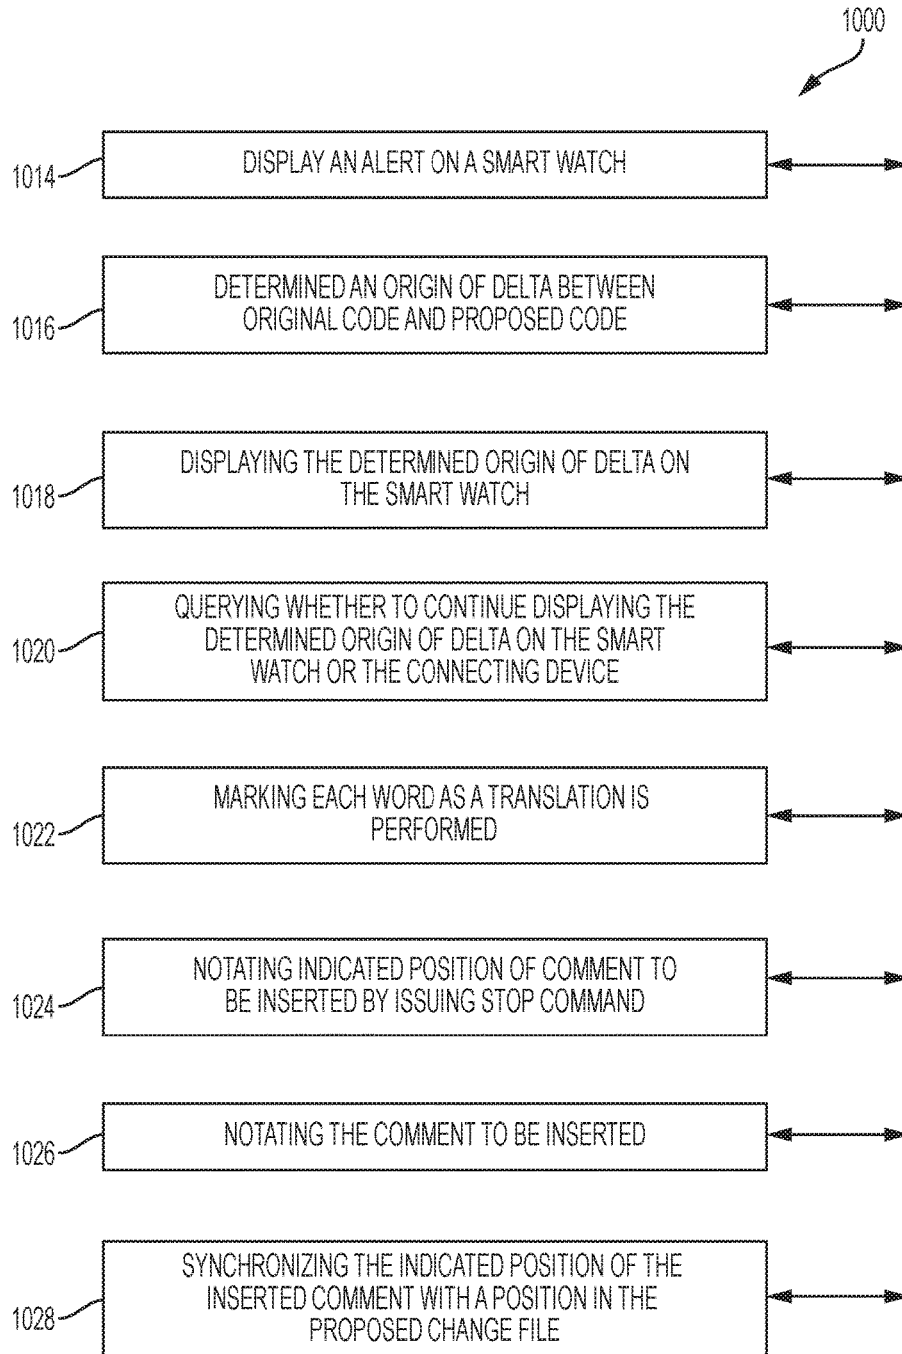 1000
1014
DISPLAY AN ALERT ON A SMART WATCH
1016
DETERMINED AN ORIGIN OF DELTA BETWEEN
ORIGINAL CODE AND PROPOSED CODE
1018
DISPLAYING THE DETERMINED ORIGIN OF DELTA ON
THE SMART WATCH
1020
QUERYING WHETHER TO CONTINUE DISPLAYING THE
DETERMINED ORIGIN OF DELTA ON THE SMART
WATCH OR THE CONNECTING DEVICE
1022
MARKING EACH WORD AS A TRANSLATION IS
PERFORMED
1024
NOTATING INDICATED POSITION OF COMMENT TO
BE INSERTED BY ISSUING STOP COMMAND
1026
NOTATING THE COMMENT TO BE INSERTED
1028
SYNCHRONIZING THE INDICATED POSITION OF THE
INSERTED COMMENT WITH A POSITION IN THE
PROPOSED CHANGE FILE